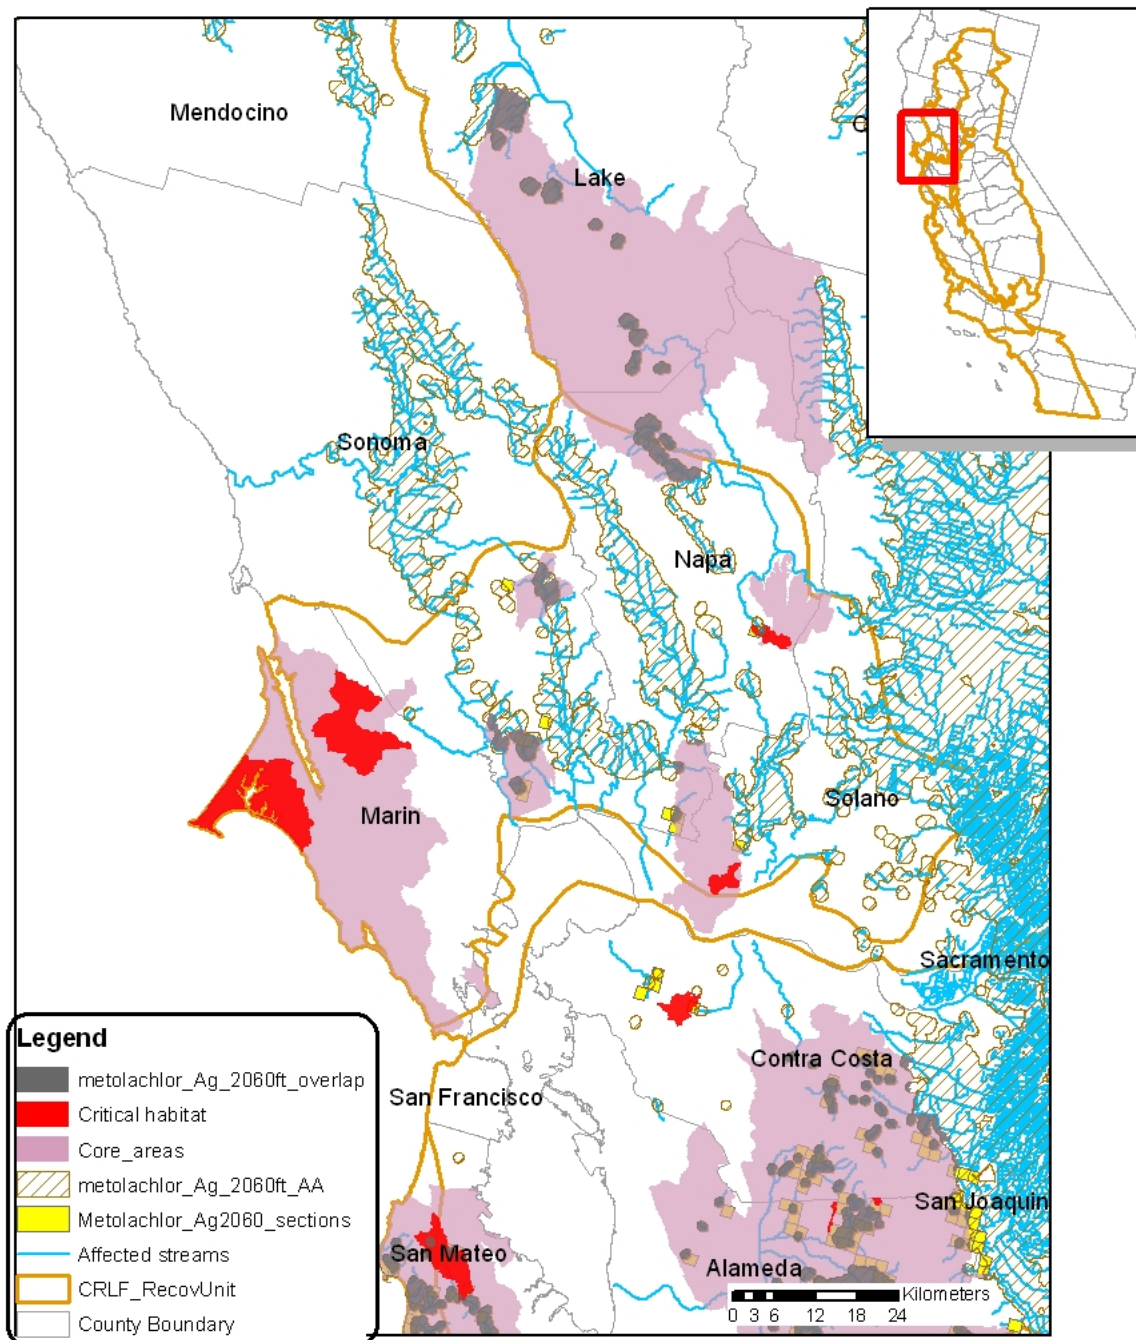 Mendocino
C
Lake
Sonoma
Napa
Marin
Solano
Sacramento
Contra Costa
San Francisco
San Joaquin
San Mateo
Alameda
Kilometers
0 3 6 12 18 24
Legend
metolachlor_Ag_2060ft_overlap
Critical habitat
Core_areas
metolachlor_Ag_2060ft_AA
Metolachlor_Ag2060_sections
Affected streams
CRLF_RecovUnit
County Boundary